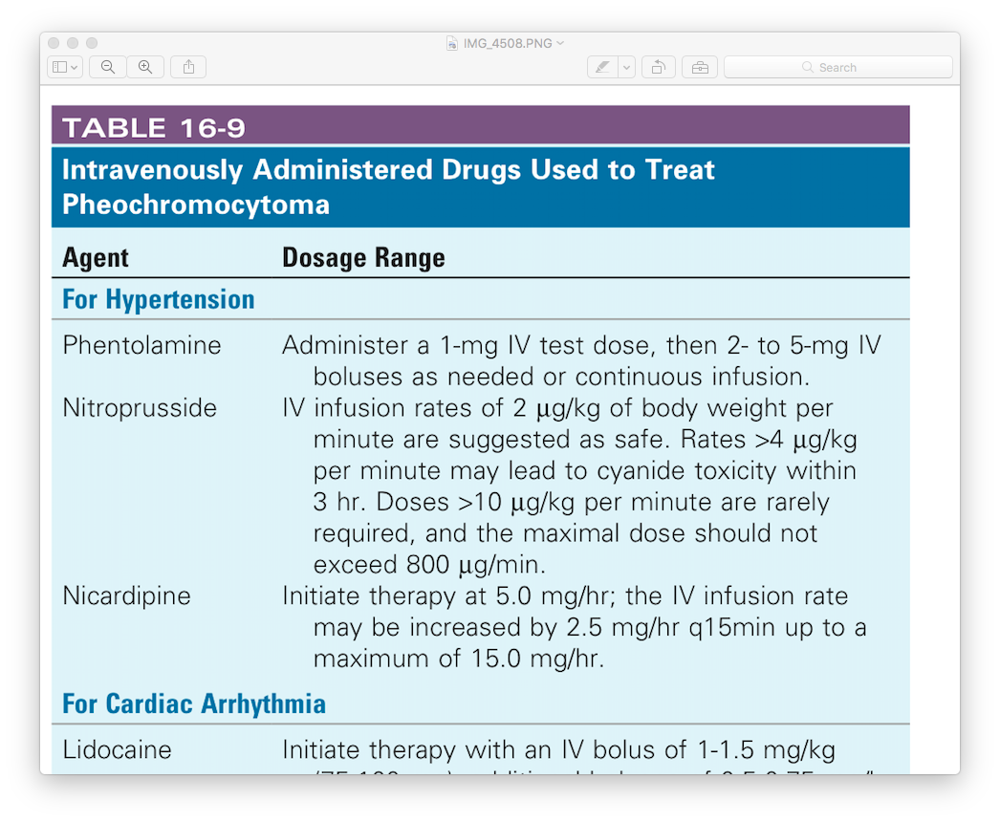 IMG_4508.PNG
Search
TABLE 16-9
Intravenously Administered Drugs Used to Treat
Pheochromocytoma
Agent Dosage Range
For Hypertension
Phentolamine Administer a 1-mg IV test dose, then 2- to 5-mg IV
boluses as needed or continuous infusion.
Nitroprusside IV infusion rates of 2 μg/kg of body weight per
minute are suggested as safe. Rates >4 μg/kg
per minute may lead to cyanide toxicity within
3 hr. Doses >10 μg/kg per minute are rarely
required, and the maximal dose should not
exceed 800 μg/min.
Nicardipine Initiate therapy at 5.0 mg/hr; the IV infusion rate
may be increased by 2.5 mg/hr q15min up to a
maximum of 15.0 mg/hr.
For Cardiac Arrhythmia
Lidocaine Initiate therapy with an IV bolus of 1-1.5 mg/kg